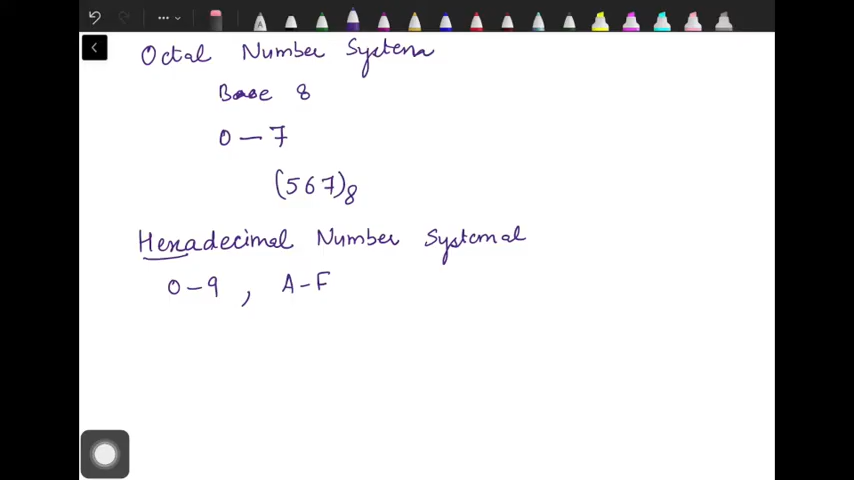 Octal Number System
Base 8
0 - 7
(567)8
Hexadecimal Number Systemal
0 - 9 , A - F